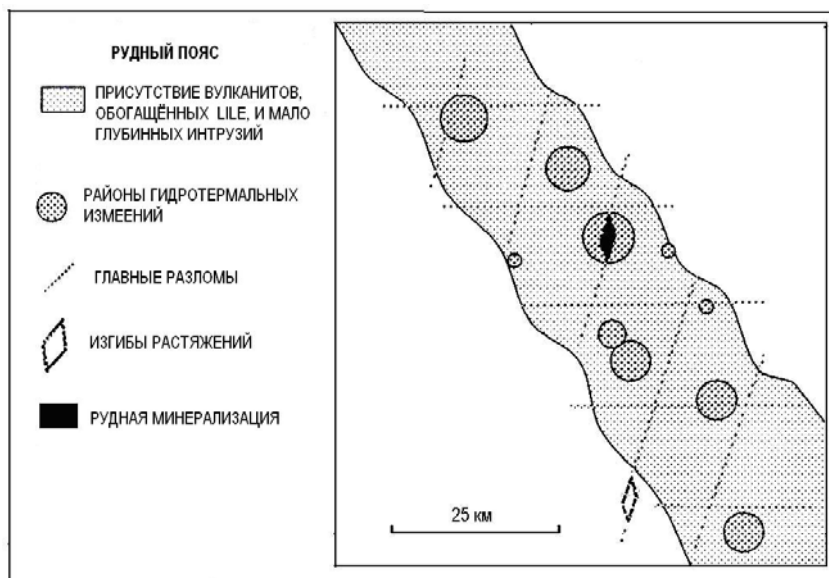 РУДНЫЙ ПОЯС
ПРИСУТСТВИЕ ВУЛКАНИТОВ,
ОБОГАЩЁННЫХ LILE, И МАЛО
ГЛУБИННЫХ ИНТРУЗИЙ
РАЙОНЫ ГИДРОТЕРМАЛЬНЫХ
ИЗМЕЕНИЙ
ГЛАВНЫЕ РАЗЛОМЫ
ИЗГИБЫ РАСТЯЖЕНИЙ
РУДНАЯ МИНЕРАЛИЗАЦИЯ
25 км